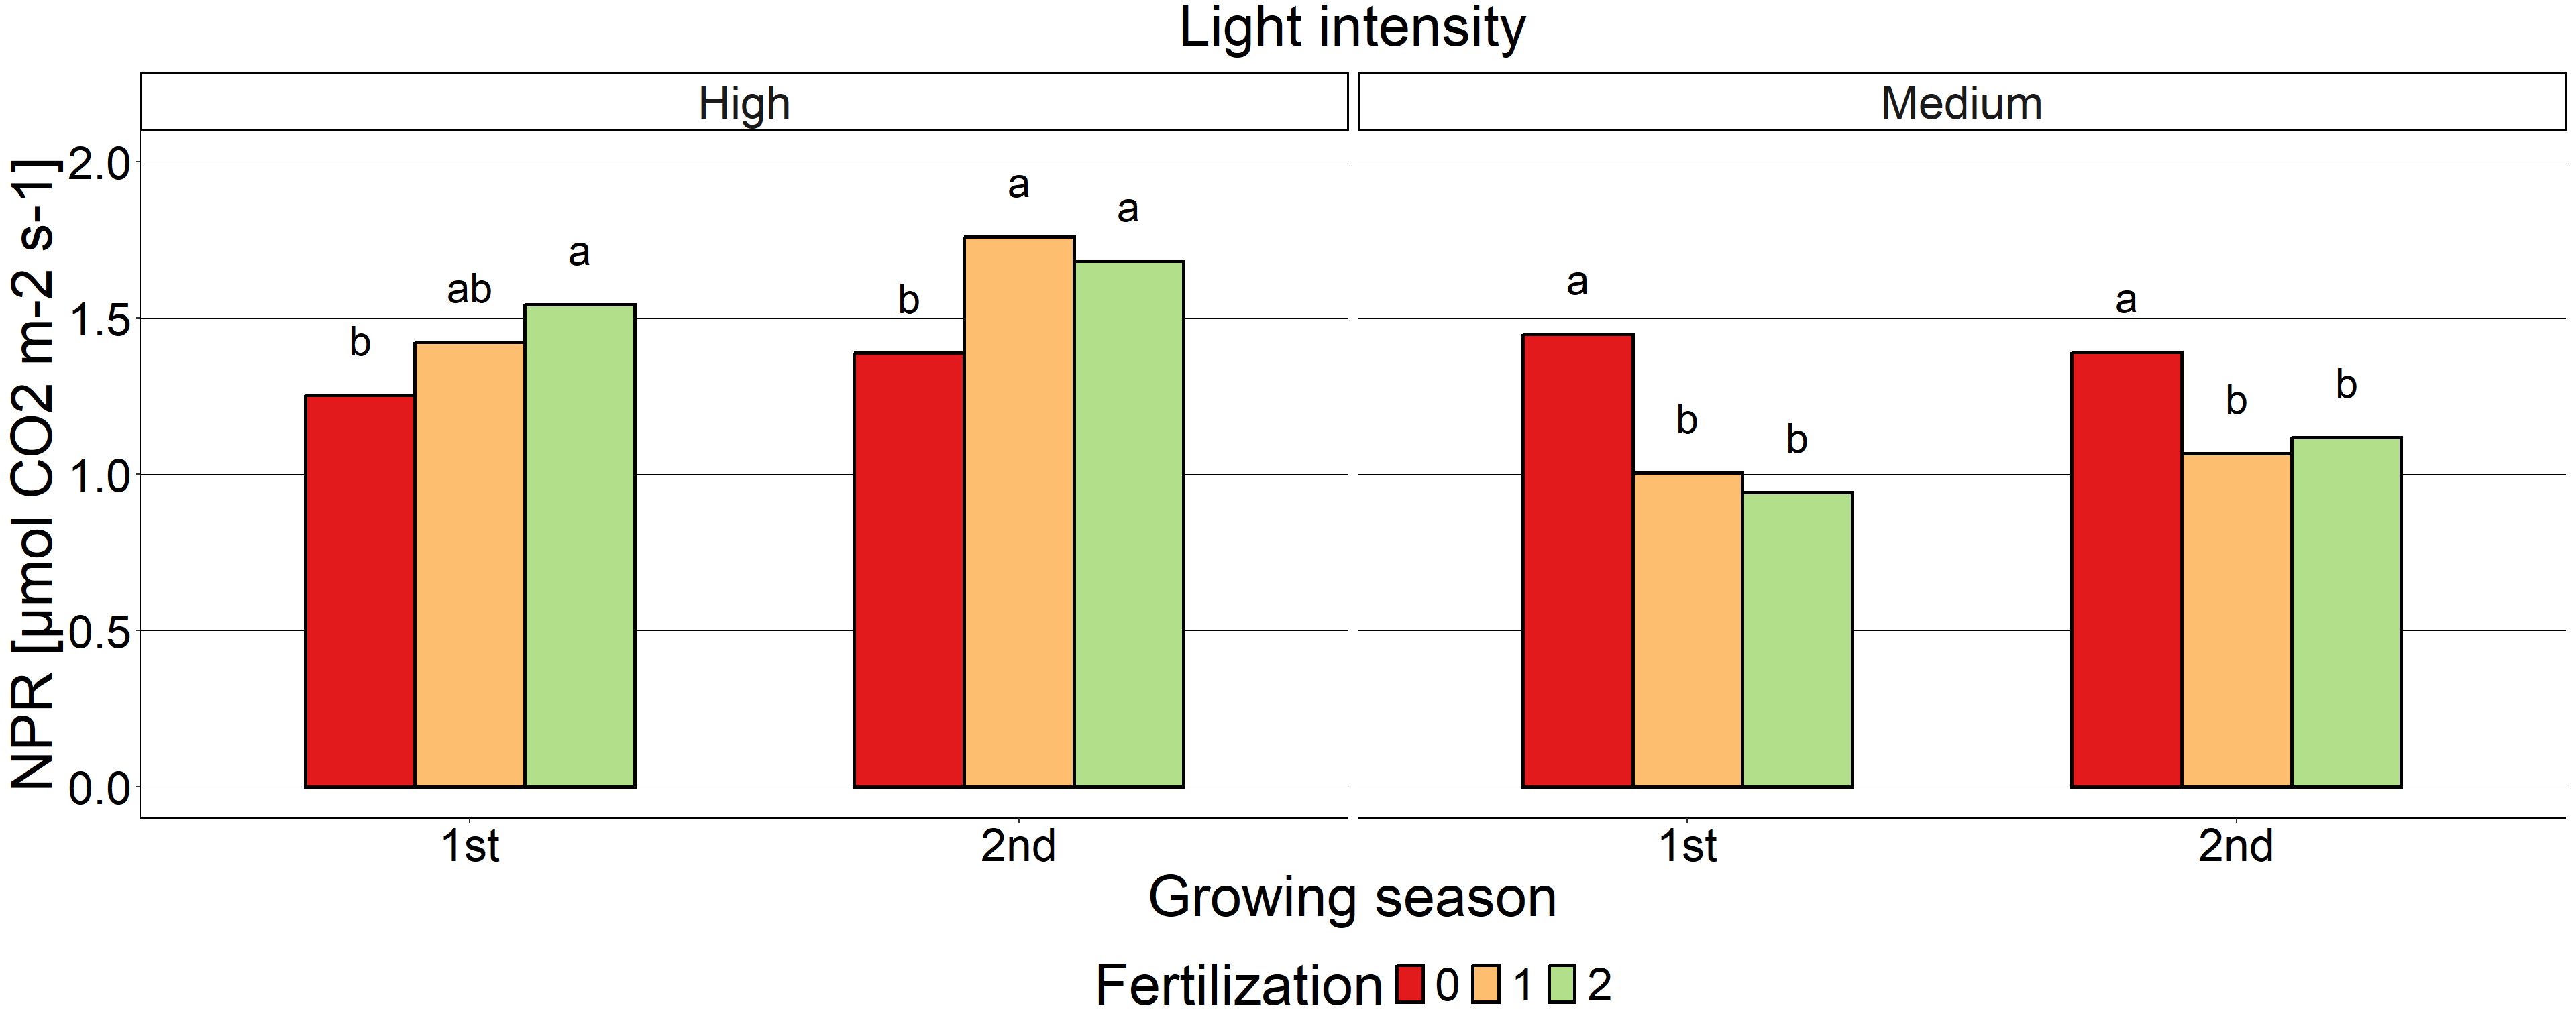 Light intensity
High
Medium
NPR [µmol CO2 m-2 s-1]
2.0
1.5
1.0
0.5
0.0
b
ab
a
b
a
a
a
b
b
a
b
b
1st
2nd
1st
2nd
Growing season
Fertilization 0 1 2